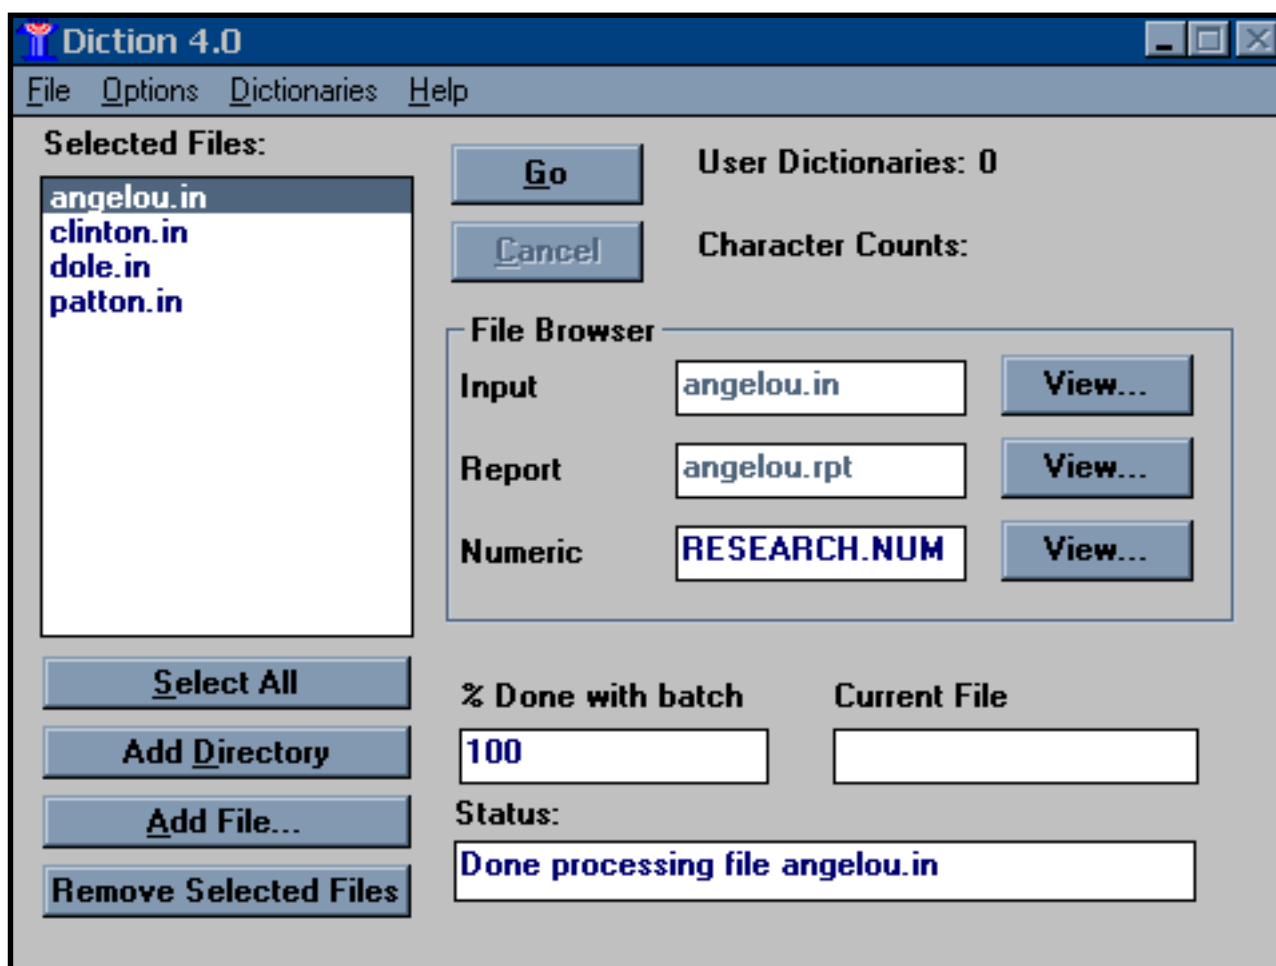 Diction 4.0
File Options Dictionaries Help
Selected Files:
angelou.in
clinton.in
dole.in
patton.in
Go
Cancel
User Dictionaries: 0
Character Counts:
File Browser
Input angelou.in View...
Report angelou.rpt View...
Numeric RESEARCH.NUM View...
Select All
Add Directory
Add File...
Remove Selected Files
% Done with batch Current File
100
Status:
Done processing file angelou.in